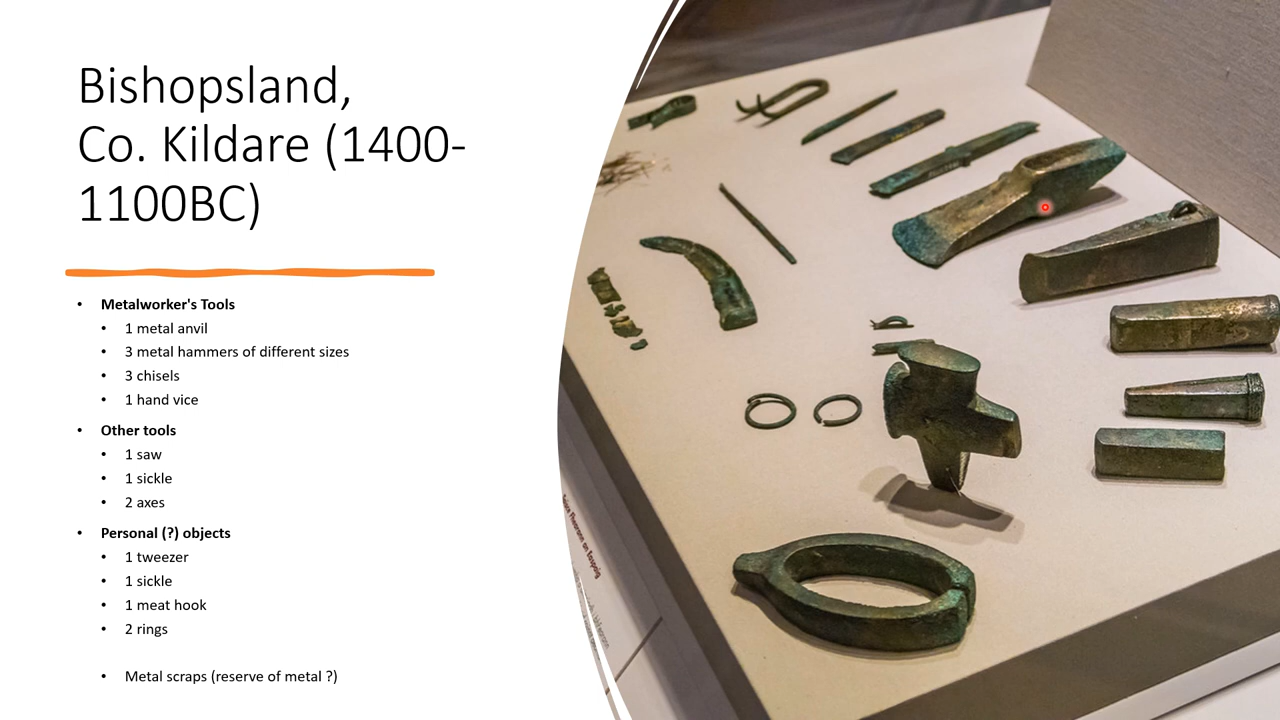 Bishopsland,
Co. Kildare (1400-
1100BC)
• Metalworker's Tools
• 1 metal anvil
• 3 metal hammers of different sizes
• 3 chisels
• 1 hand vice
• Other tools
• 1 saw
• 1 sickle
• 2 axes
• Personal (?) objects
• 1 tweezer
• 1 sickle
• 1 meat hook
• 2 rings
• Metal scraps (reserve of metal ?)